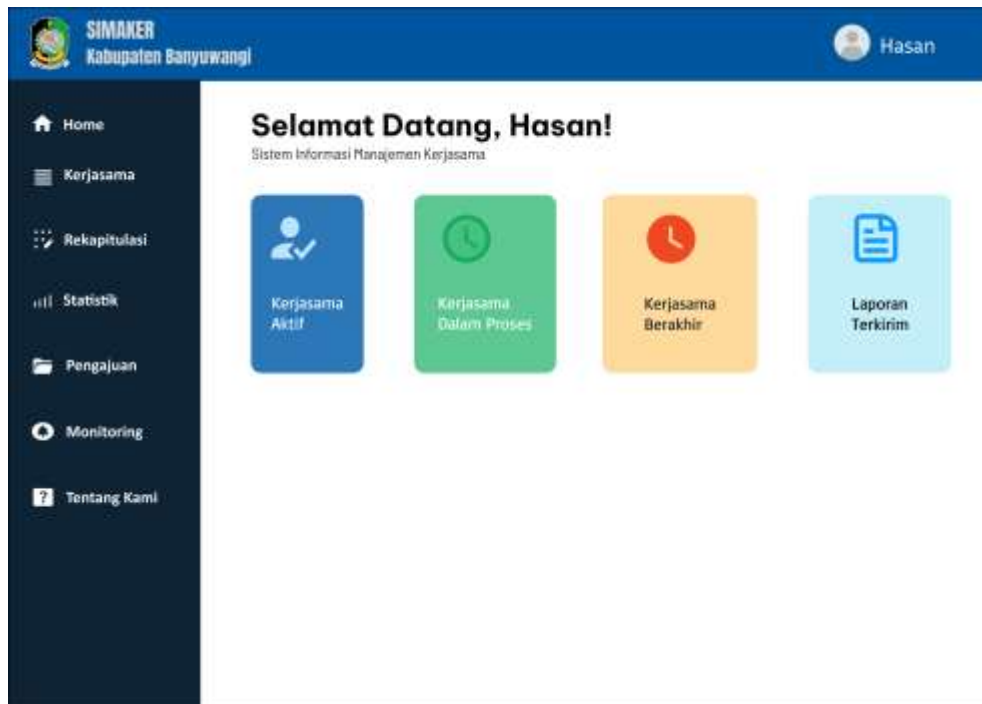 SIMAKER
Kabupaten Banyuwangi
Hasan
Home
Kerjasama
Rekapitulasi
Statistik
Pengajuan
Monitoring
? Tentang Kami
Selamat Datang, Hasan!
Sistem Informasi Manajemen Kerjasama
Kerjasama
Aktif
Kerjasama
Dalam Proses
Kerjasama
Berakhir
Laporan
Terkirim